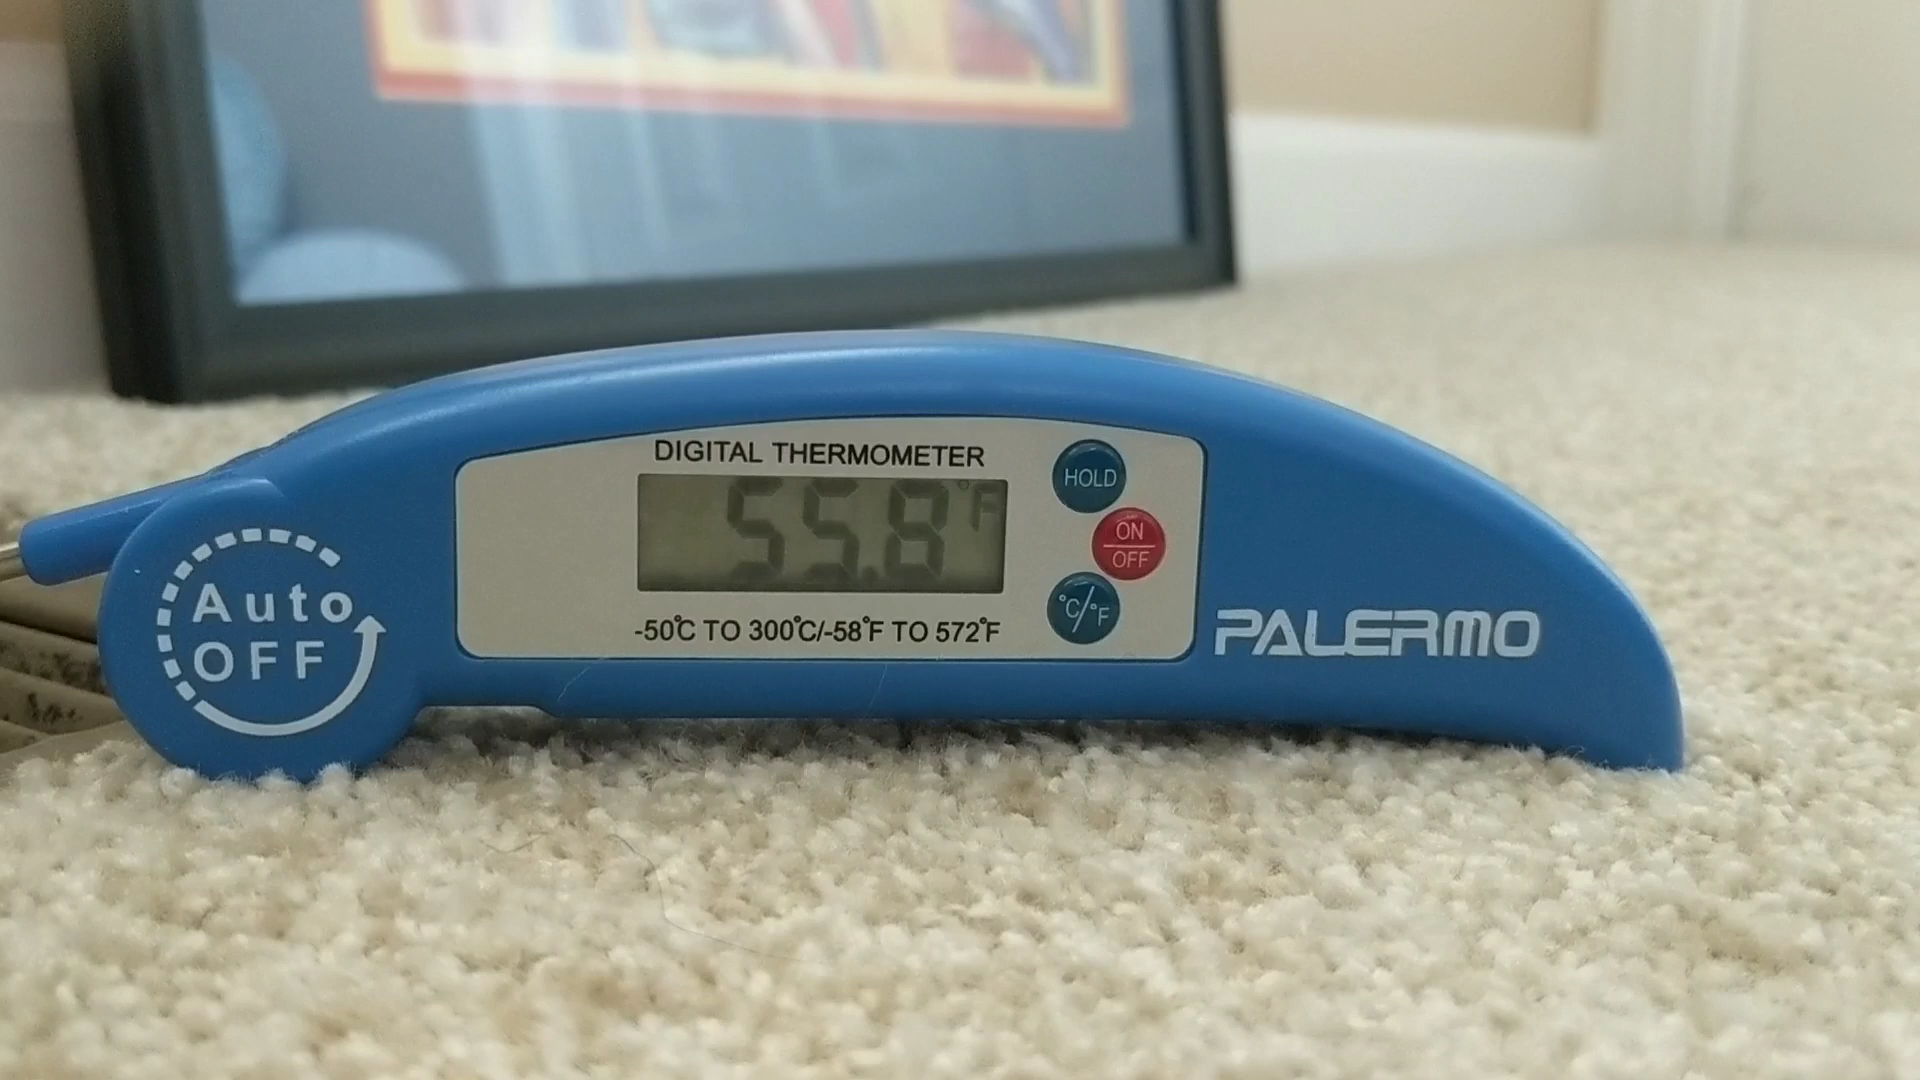 DIGITAL THERMOMETER
55.8°F
-50°C TO 300°C/-58°F TO 572°F
HOLD
ON
OFF
°C/°F
Auto
OFF
PALERMO